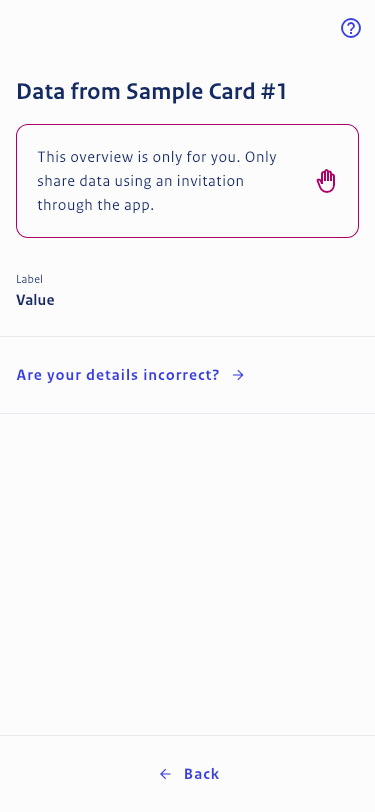 Data from Sample Card #1
This overview is only for you. Only
share data using an invitation
through the app.
Label
Value
Are your details incorrect?
Back